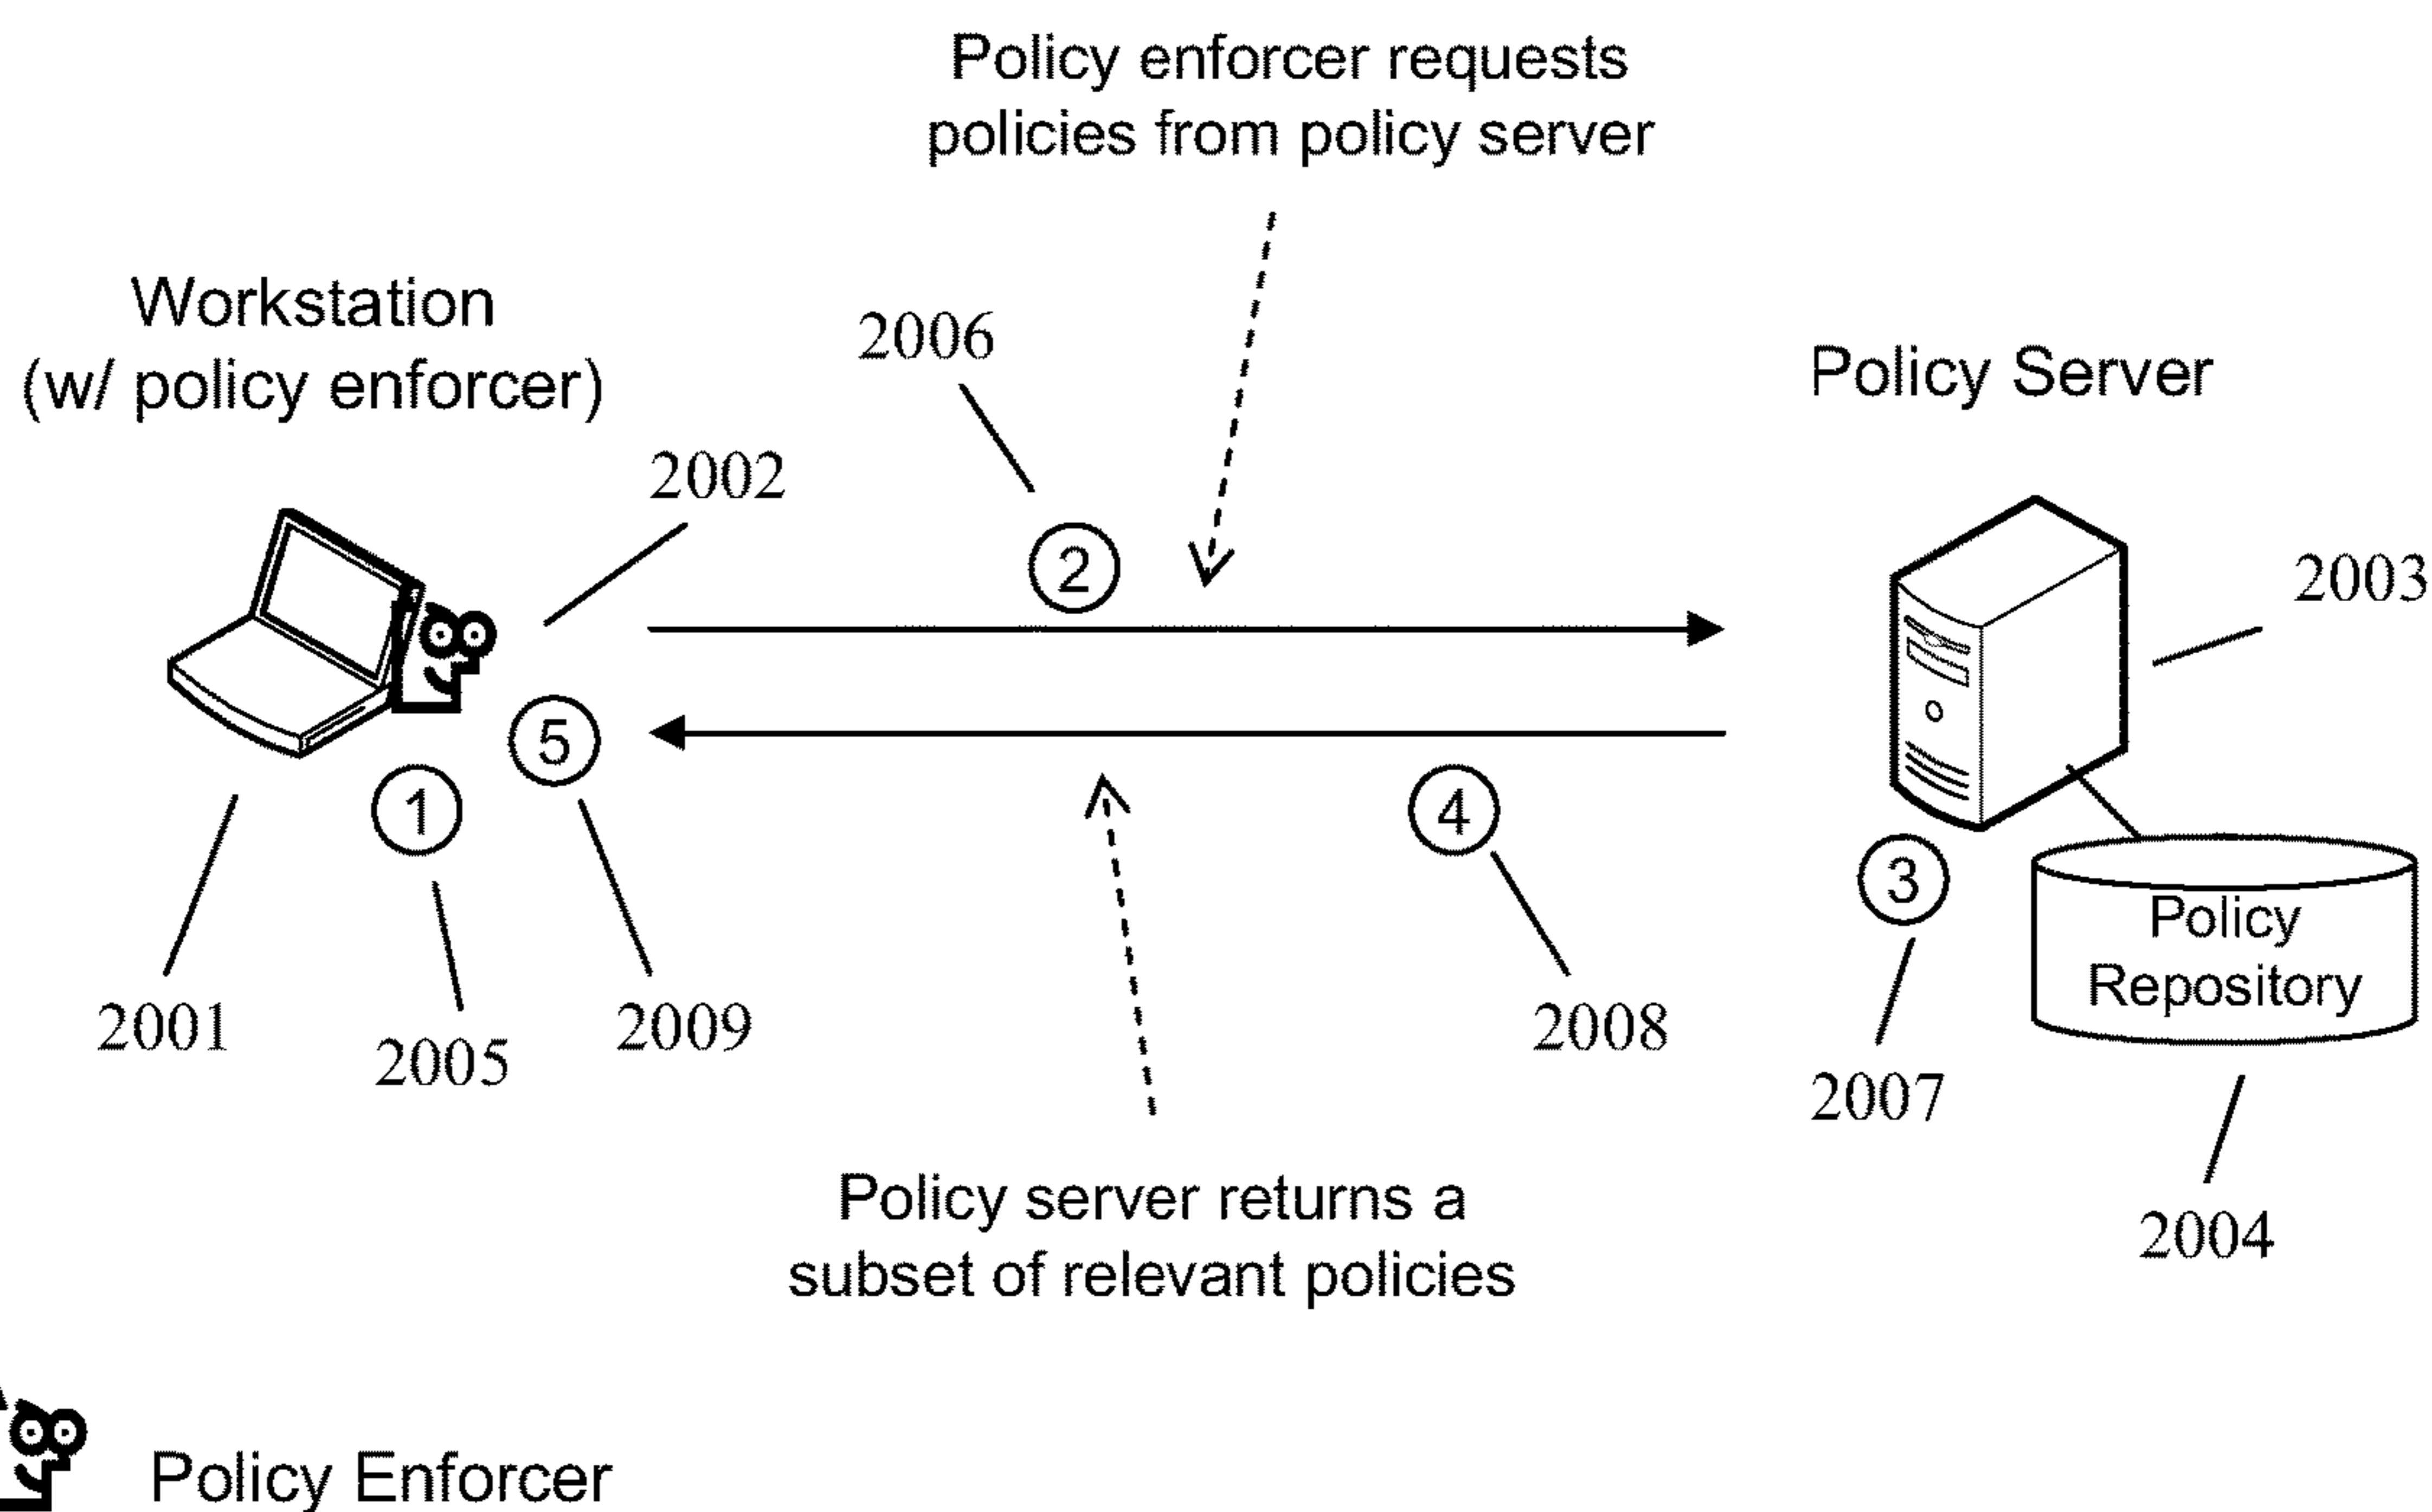 Policy enforcer requests
policies from policy server
Workstation
(w/ policy enforcer)
2006
Policy Server
2002
2
2003
5
1
4
3
Policy
Repository
2001
2005
2009
2008
2007
2004
Policy server returns a
subset of relevant policies
Policy Enforcer